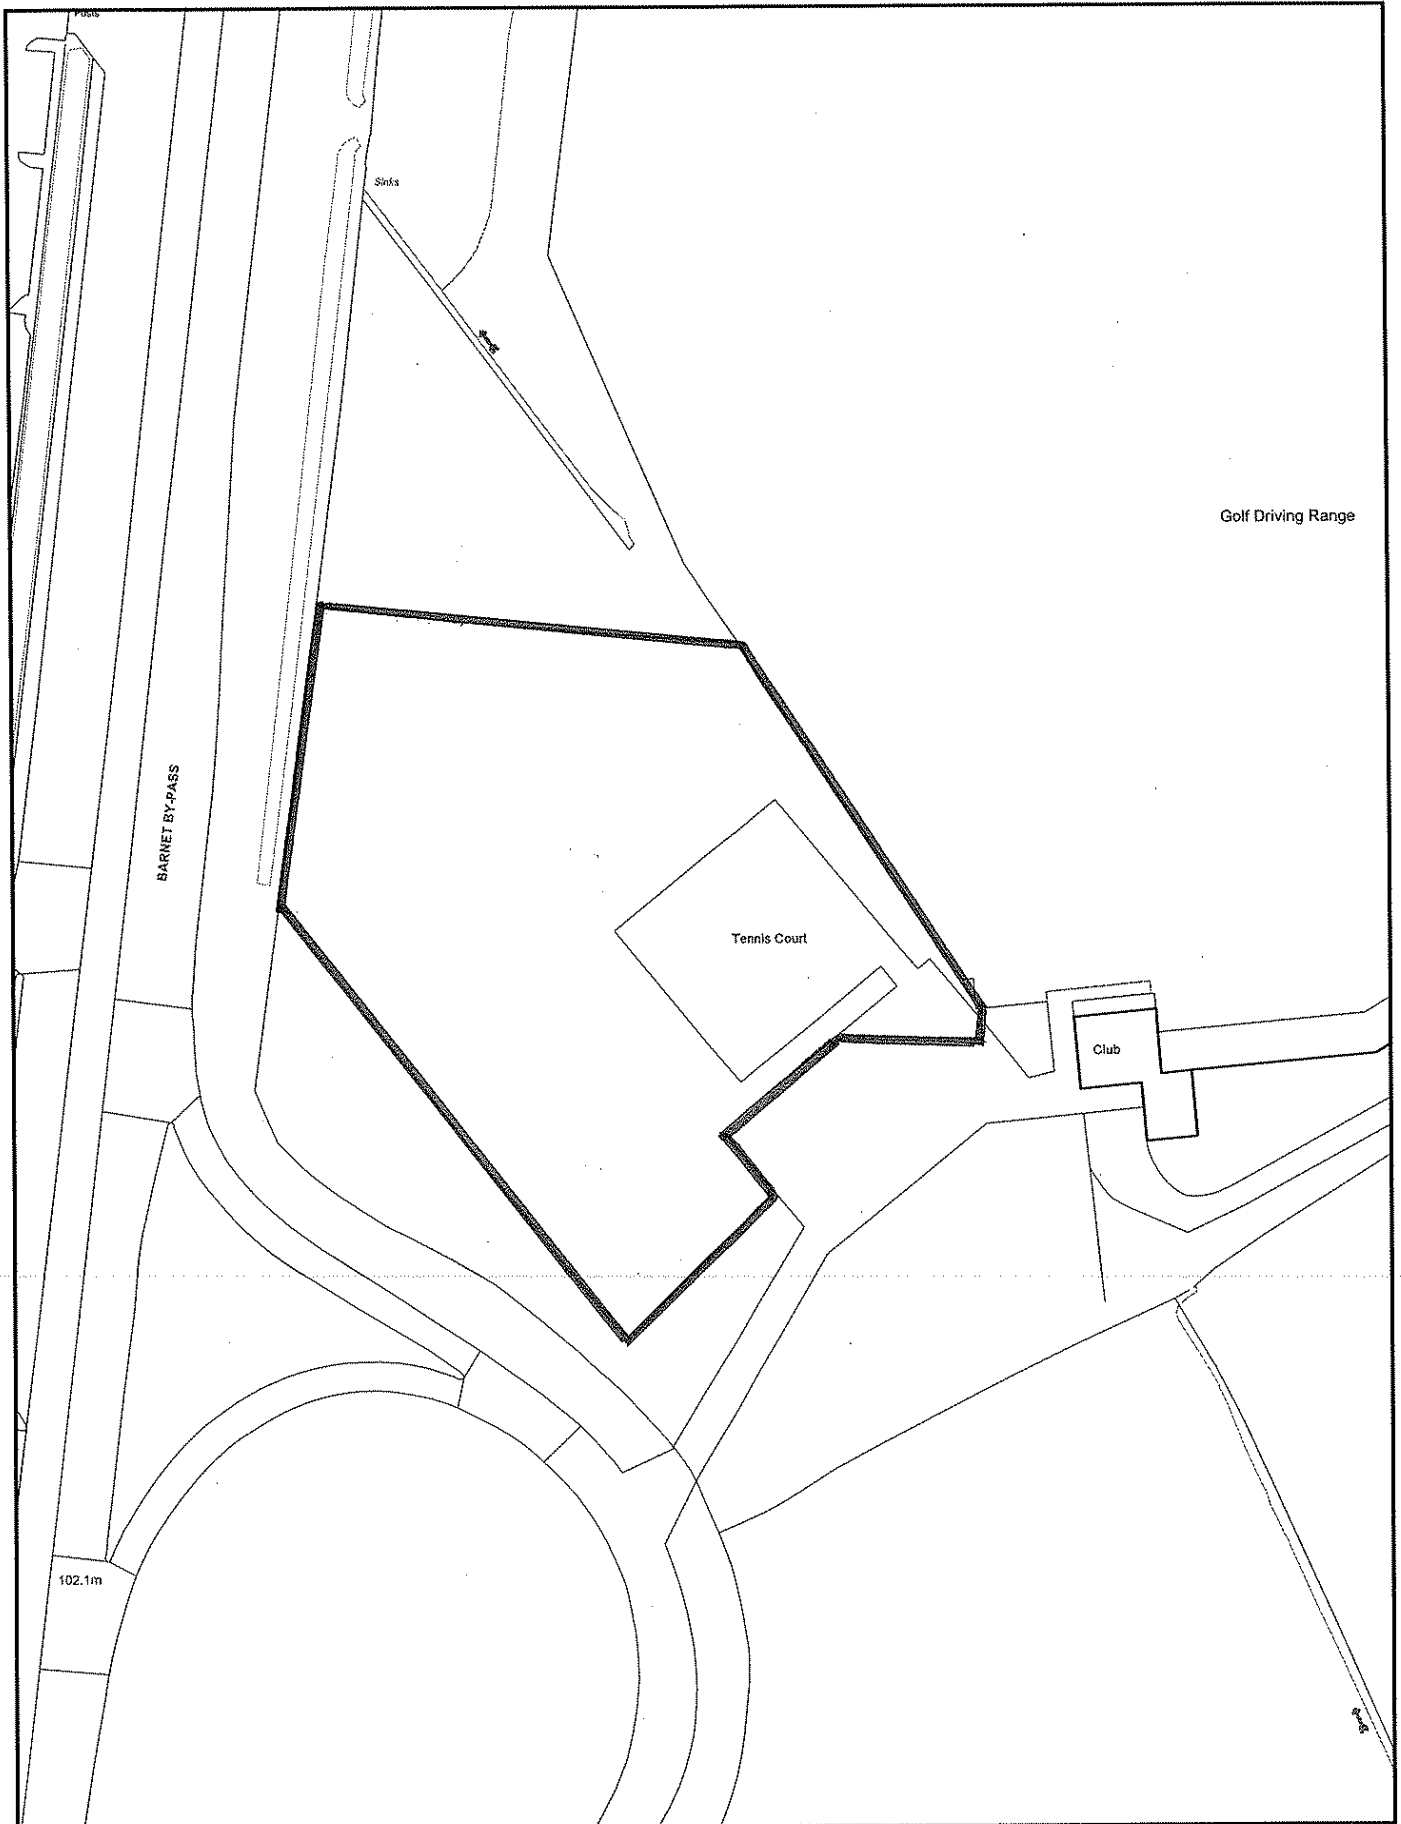 Posts
Sinks
Golf Driving Range
BARNET BY-PASS
Tennis Court
Club
102.1m